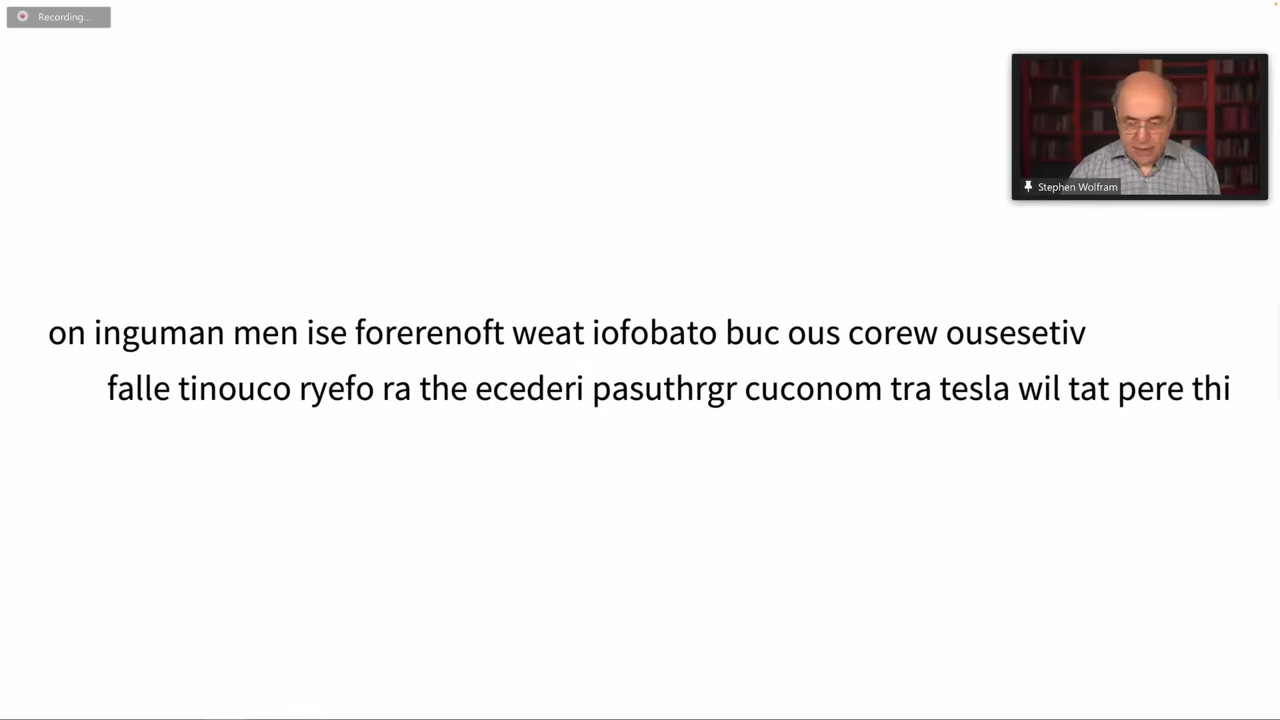 Recording...
Stephen Wolfram
on inguman men ise forerenoft weat iofobato buc ous corew ousesetiv
falle tinouco ryefo ra the ecederi pasuthrgr cuconom tra tesla wil tat pere thi